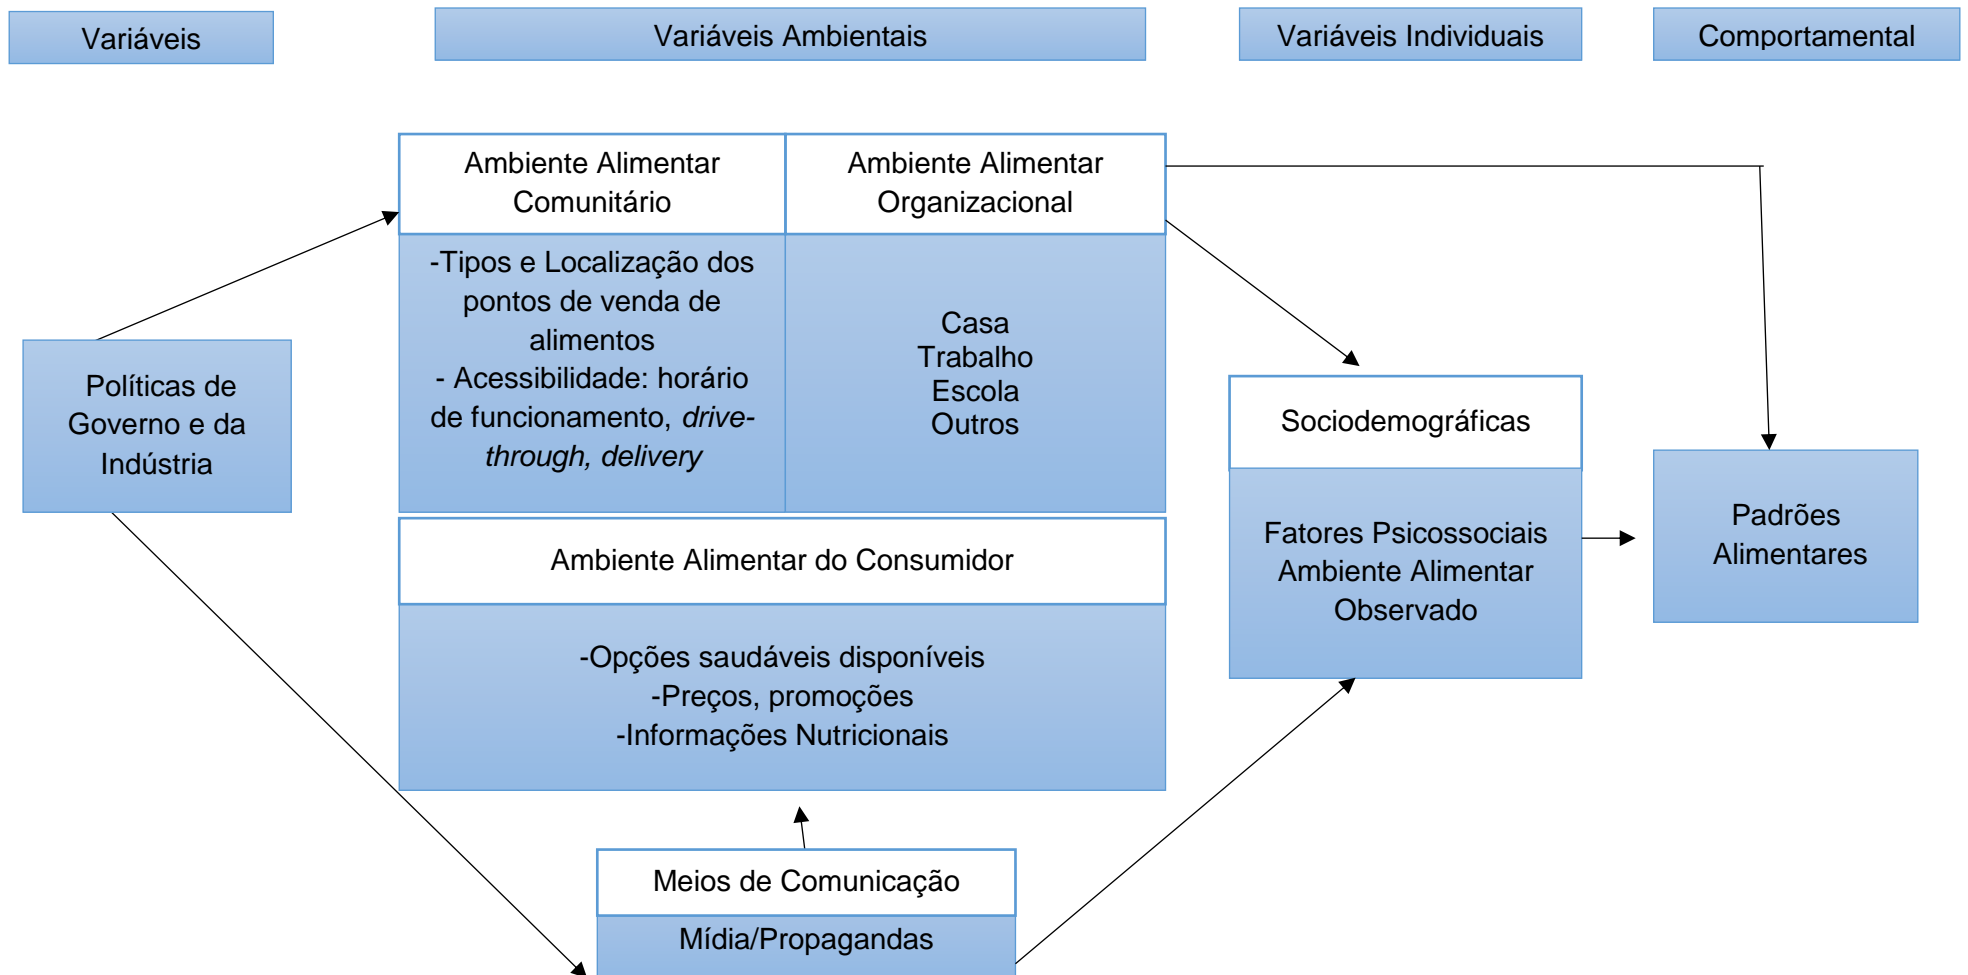 Variáveis
Variáveis Ambientais
Variáveis Individuais
Comportamental
Ambiente Alimentar
Comunitário
Ambiente Alimentar
Organizacional
-Tipos e Localização dos
pontos de venda de
alimentos
- Acessibilidade: horário
de funcionamento, drive-
through, delivery
Casa
Trabalho
Escola
Outros
Políticas de
Governo e da
Indústria
Sociodemográficas
Fatores Psicossociais
Ambiente Alimentar
Observado
Padrões
Alimentares
Ambiente Alimentar do Consumidor
-Opções saudáveis disponíveis
-Preços, promoções
-Informações Nutricionais
Meios de Comunicação
Mídia/Propagandas